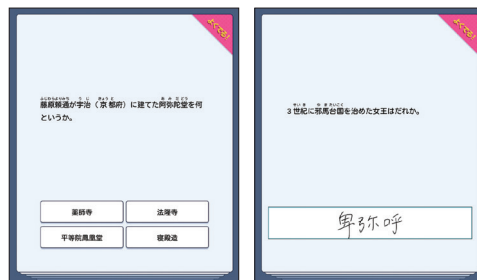 よくでる!
藤原頼通が宇治（京都府）に建てた阿弥陀堂を何
というか。
薬師寺
法隆寺
平等院鳳凰堂
寝殿造
よくでる!
3世紀に邪馬台国を治めた女王はだれか。
卑弥呼